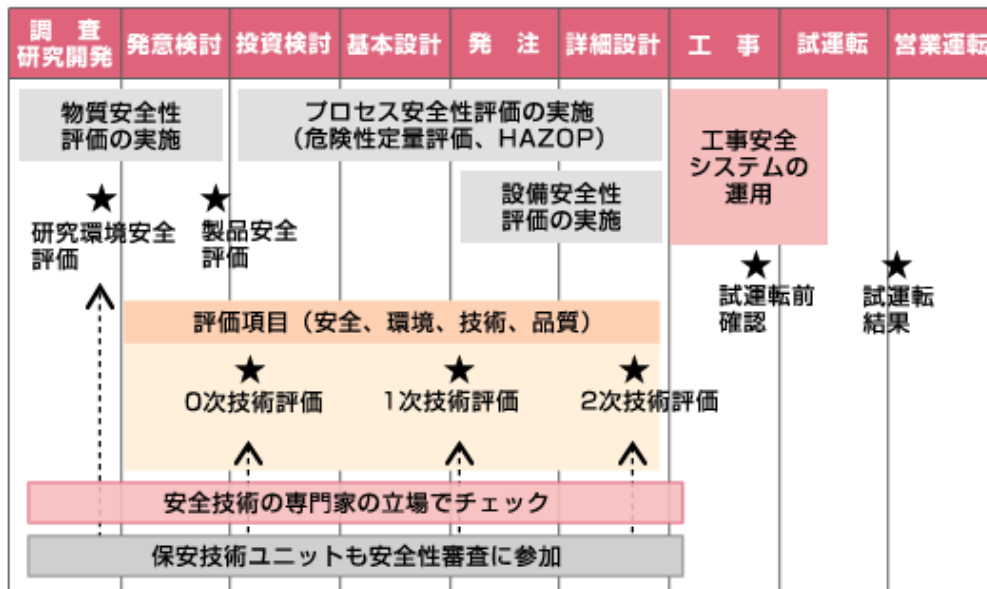 調　査
研究開発
発意検討
投資検討
基本設計
発　注
詳細設計
工　事
試運転
営業運転
物質安全性
評価の実施
プロセス安全性評価の実施
（危険性定量評価、HAZOP）
工事安全
システムの
運用
設備安全性
評価の実施
★
研究環境安全
評価
★
製品安全
評価
★
試運転前
確認
★
試運転
結果
評価項目（安全、環境、技術、品質）
★
0次技術評価
★
1次技術評価
★
2次技術評価
安全技術の専門家の立場でチェック
保安技術ユニットも安全性審査に参加